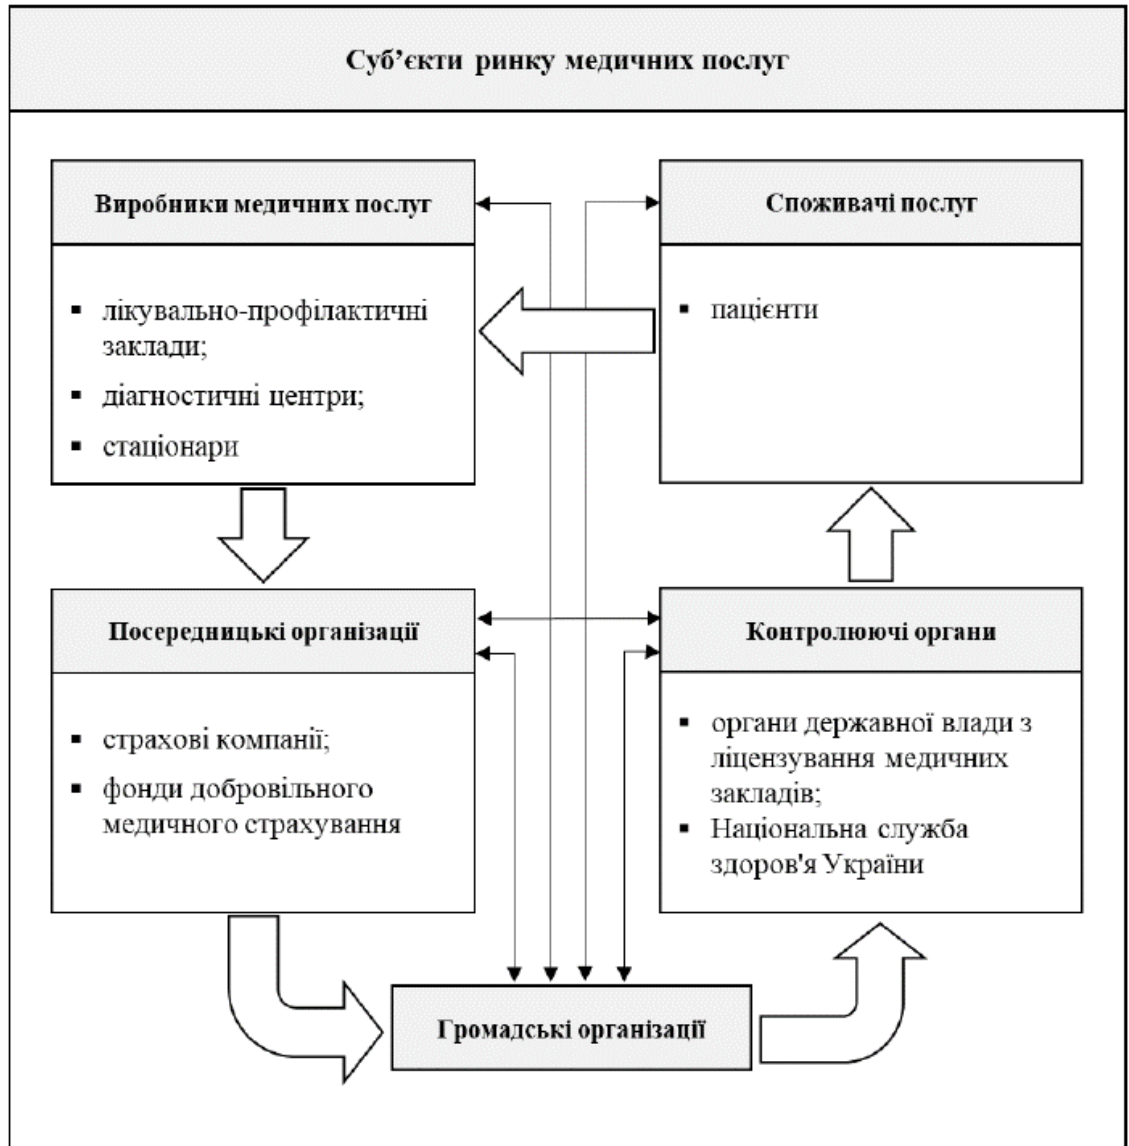 Суб’єкти ринку медичних послуг
Виробники медичних послуг
▪ лікувально-профілактичні
заклади;
▪ діагностичні центри;
▪ стаціонари
Споживачі послуг
▪ пацієнти
Посередницькі організації
▪ страхові компанії;
▪ фонди добровільного
медичного страхування
Контролюючі органи
▪ органи державної влади з
ліцензування медичних
закладів;
▪ Національна служба
здоров'я України
Громадські організації